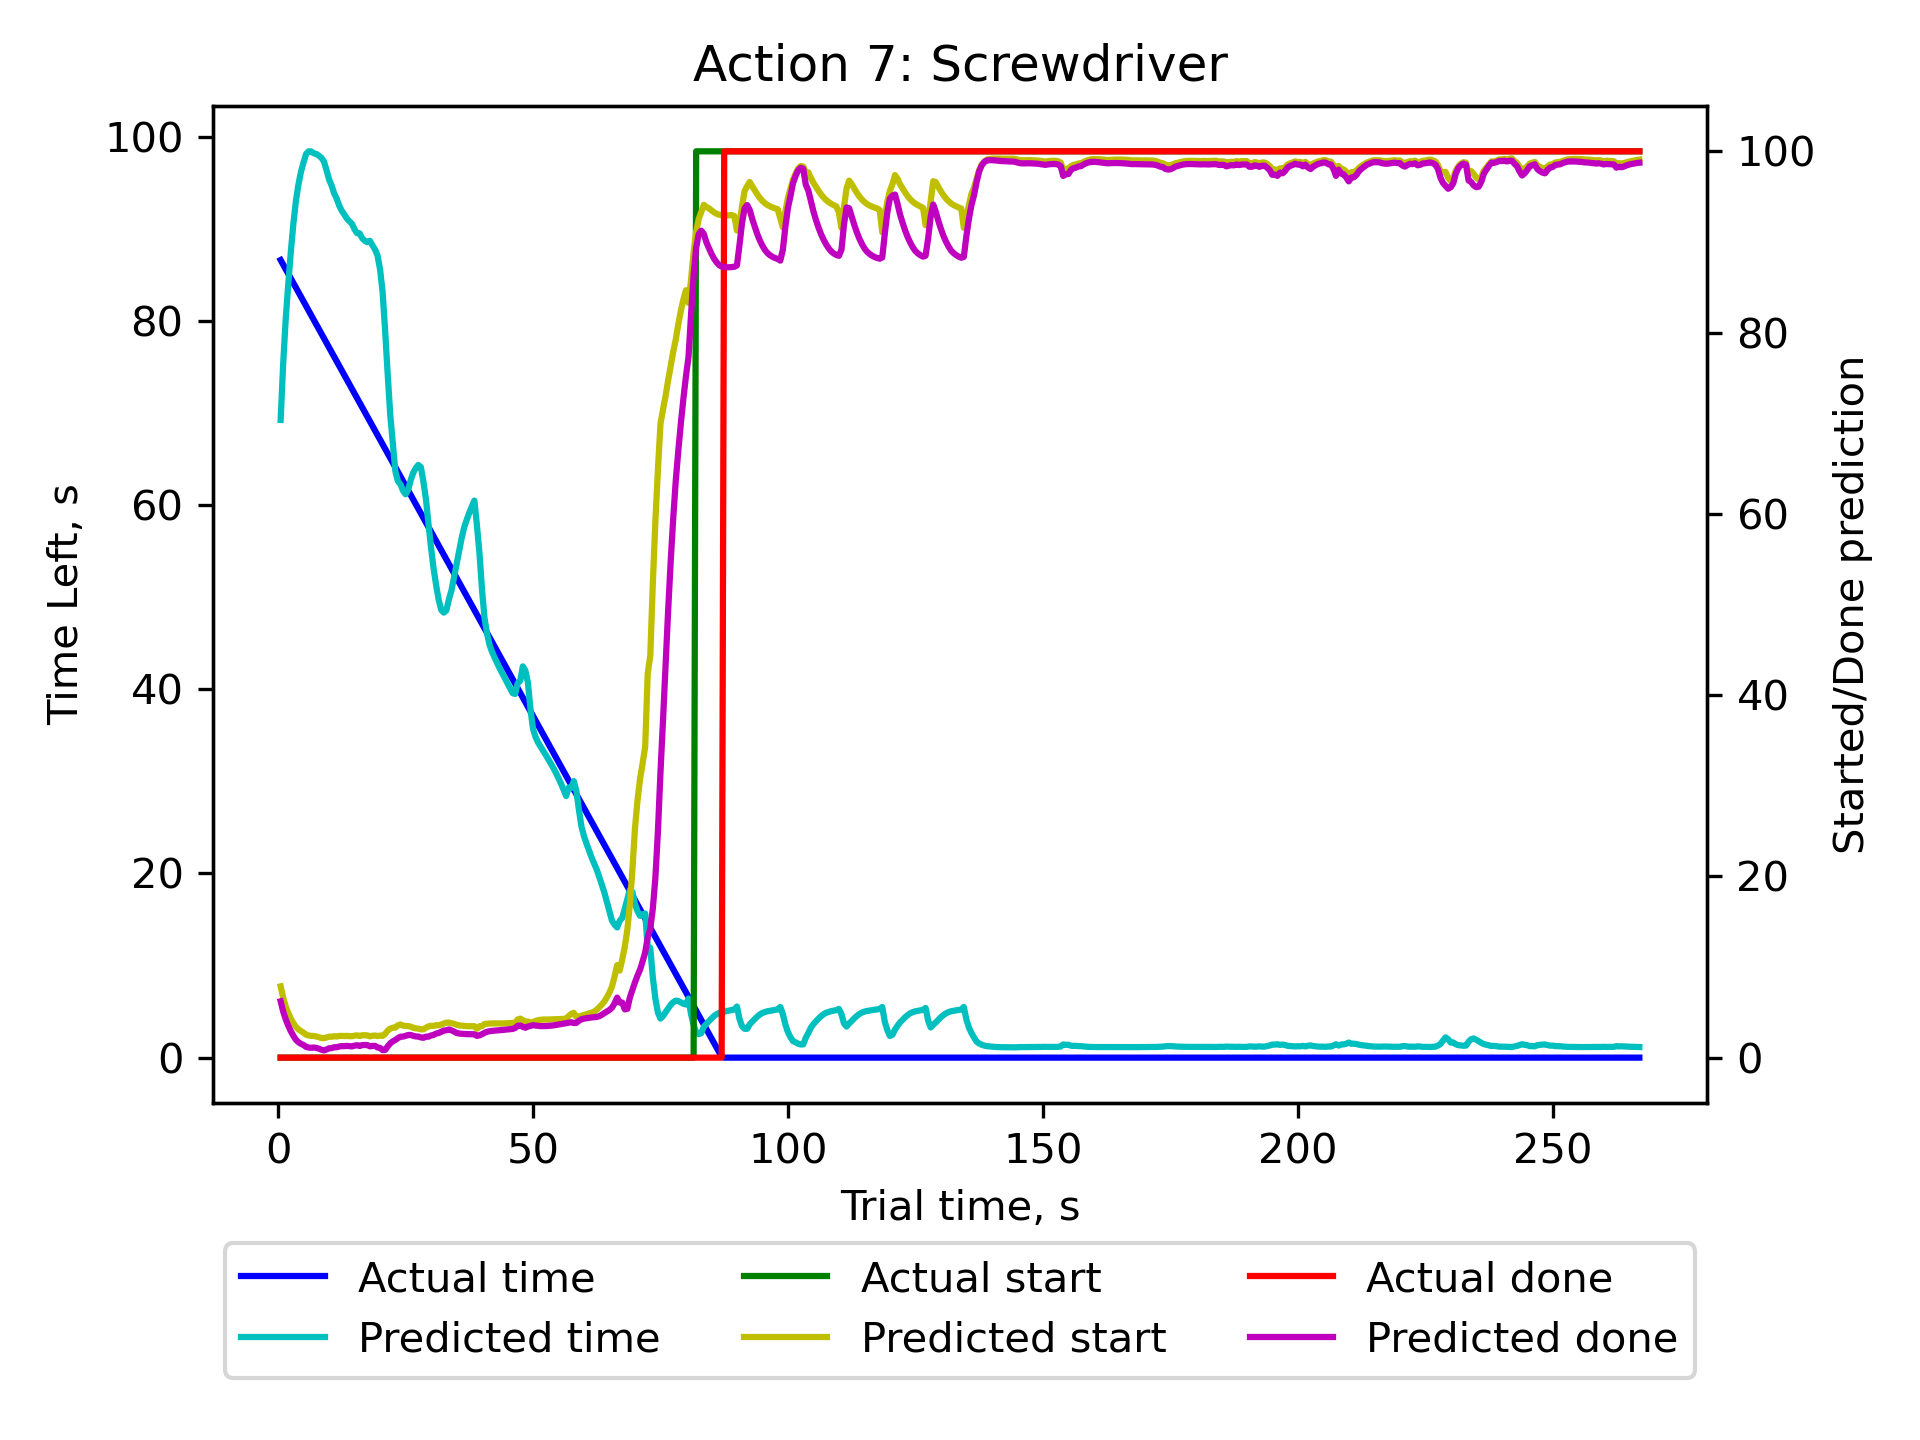 Action 7: Screwdriver
100
80
60
40
20
0
Time Left, s
100
80
60
40
20
0
Started/Done prediction
0 50 100 150 200 250
Trial time, s
Actual time Actual start Actual done
Predicted time Predicted start Predicted done